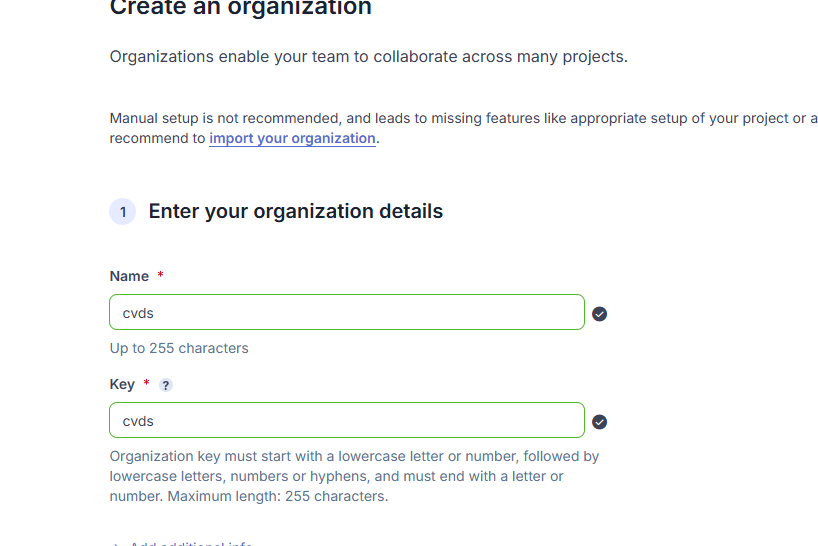 Create an organization
Organizations enable your team to collaborate across many projects.
Manual setup is not recommended, and leads to missing features like appropriate setup of your project or a
recommend to import your organization.
1 Enter your organization details
Name *
cvds
Up to 255 characters
Key * ?
cvds
Organization key must start with a lowercase letter or number, followed by
lowercase letters, numbers or hyphens, and must end with a letter or
number. Maximum length: 255 characters.
Add additional info